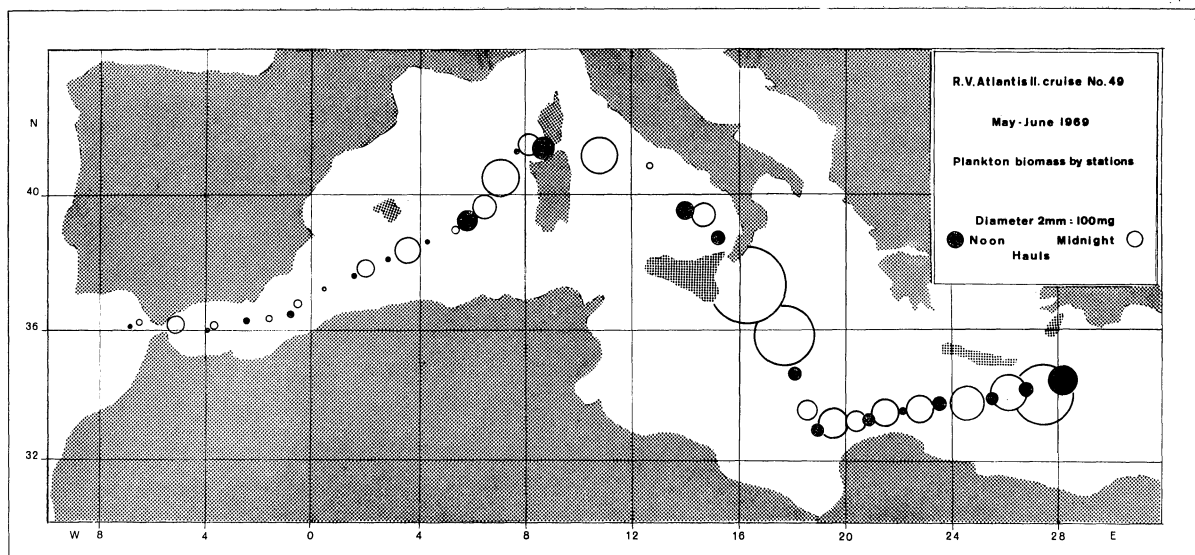 R.V. Atlantis II. cruise No. 49
May - June 1969
Plankton biomass by stations
Diameter 2mm : 100mg
Noon Midnight
Hauls
N
40
36
32
W 8 4 0 4 8 12 16 20 24 28 E